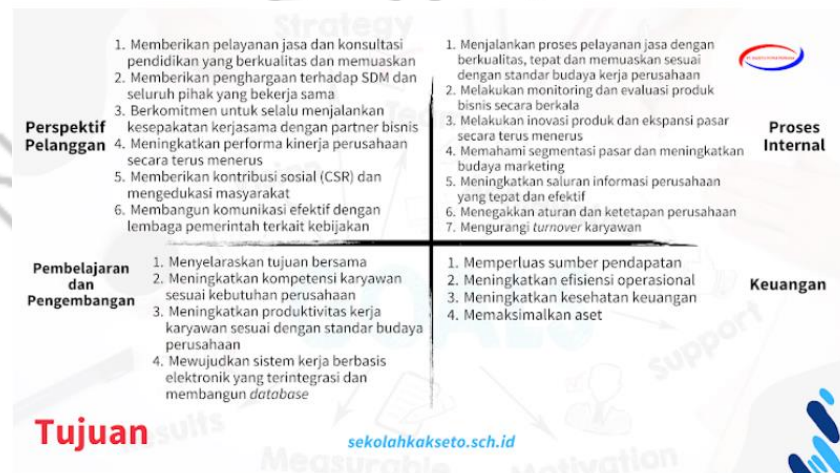 Strategy
1. Memberikan pelayanan jasa dan konsultasi
pendidikan yang berkualitas dan memuaskan
2. Memberikan penghargaan terhadap SDM dan
seluruh pihak yang bekerja sama
3. Berkomitmen untuk selalu menjalankan
kesepakatan kerjasama dengan partner bisnis
4. Meningkatkan performa kinerja perusahaan
secara terus menerus
5. Memberikan kontribusi sosial (CSR) dan
mengedukasi masyarakat
6. Membangun komunikasi efektif dengan
lembaga pemerintah terkait kebijakan
Perspektif
Pelanggan
1. Menjalankan proses pelayanan jasa dengan
berkualitas, tepat dan memuaskan sesuai
dengan standar budaya kerja perusahaan
2. Melakukan monitoring dan evaluasi produk
bisnis secara berkala
3. Melakukan inovasi produk dan ekspansi pasar
secara terus menerus
4. Memahami segmentasi pasar dan meningkatkan
budaya marketing
5. Meningkatkan saluran informasi perusahaan
yang tepat dan efektif
6. Menegakkan aturan dan ketetapan perusahaan
7. Mengurangi turnover karyawan
Proses
Internal
Pembelajaran
dan
Pengembangan
1. Menyelaraskan tujuan bersama
2. Meningkatkan kompetensi karyawan
sesuai kebutuhan perusahaan
3. Meningkatkan produktivitas kerja
karyawan sesuai dengan standar budaya
perusahaan
4. Mewujudkan sistem kerja berbasis
elektronik yang terintegrasi dan
membangun database
1. Memperluas sumber pendapatan
2. Meningkatkan efisiensi operasional
3. Meningkatkan kesehatan keuangan
4. Memaksimalkan aset
Keuangan
GOALS
support
Results
Tujuan
sekolahkakseto.sch.id
Measurable
Motivation